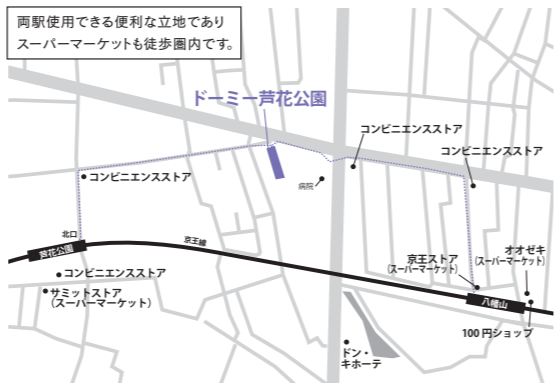 両駅使用できる便利な立地であり
スーパーマーケットも徒歩圏内です。
ドーミー芦花公園
コンビニエンスストア
コンビニエンスストア
コンビニエンスストア
病院
北口
芦花公園
京王線
コンビニエンスストア
サミットストア
(スーパーマーケット)
京王ストア
(スーパーマーケット)
オオゼキ
(スーパーマーケット)
八幡山
100円ショップ
ドン・
キホーテ